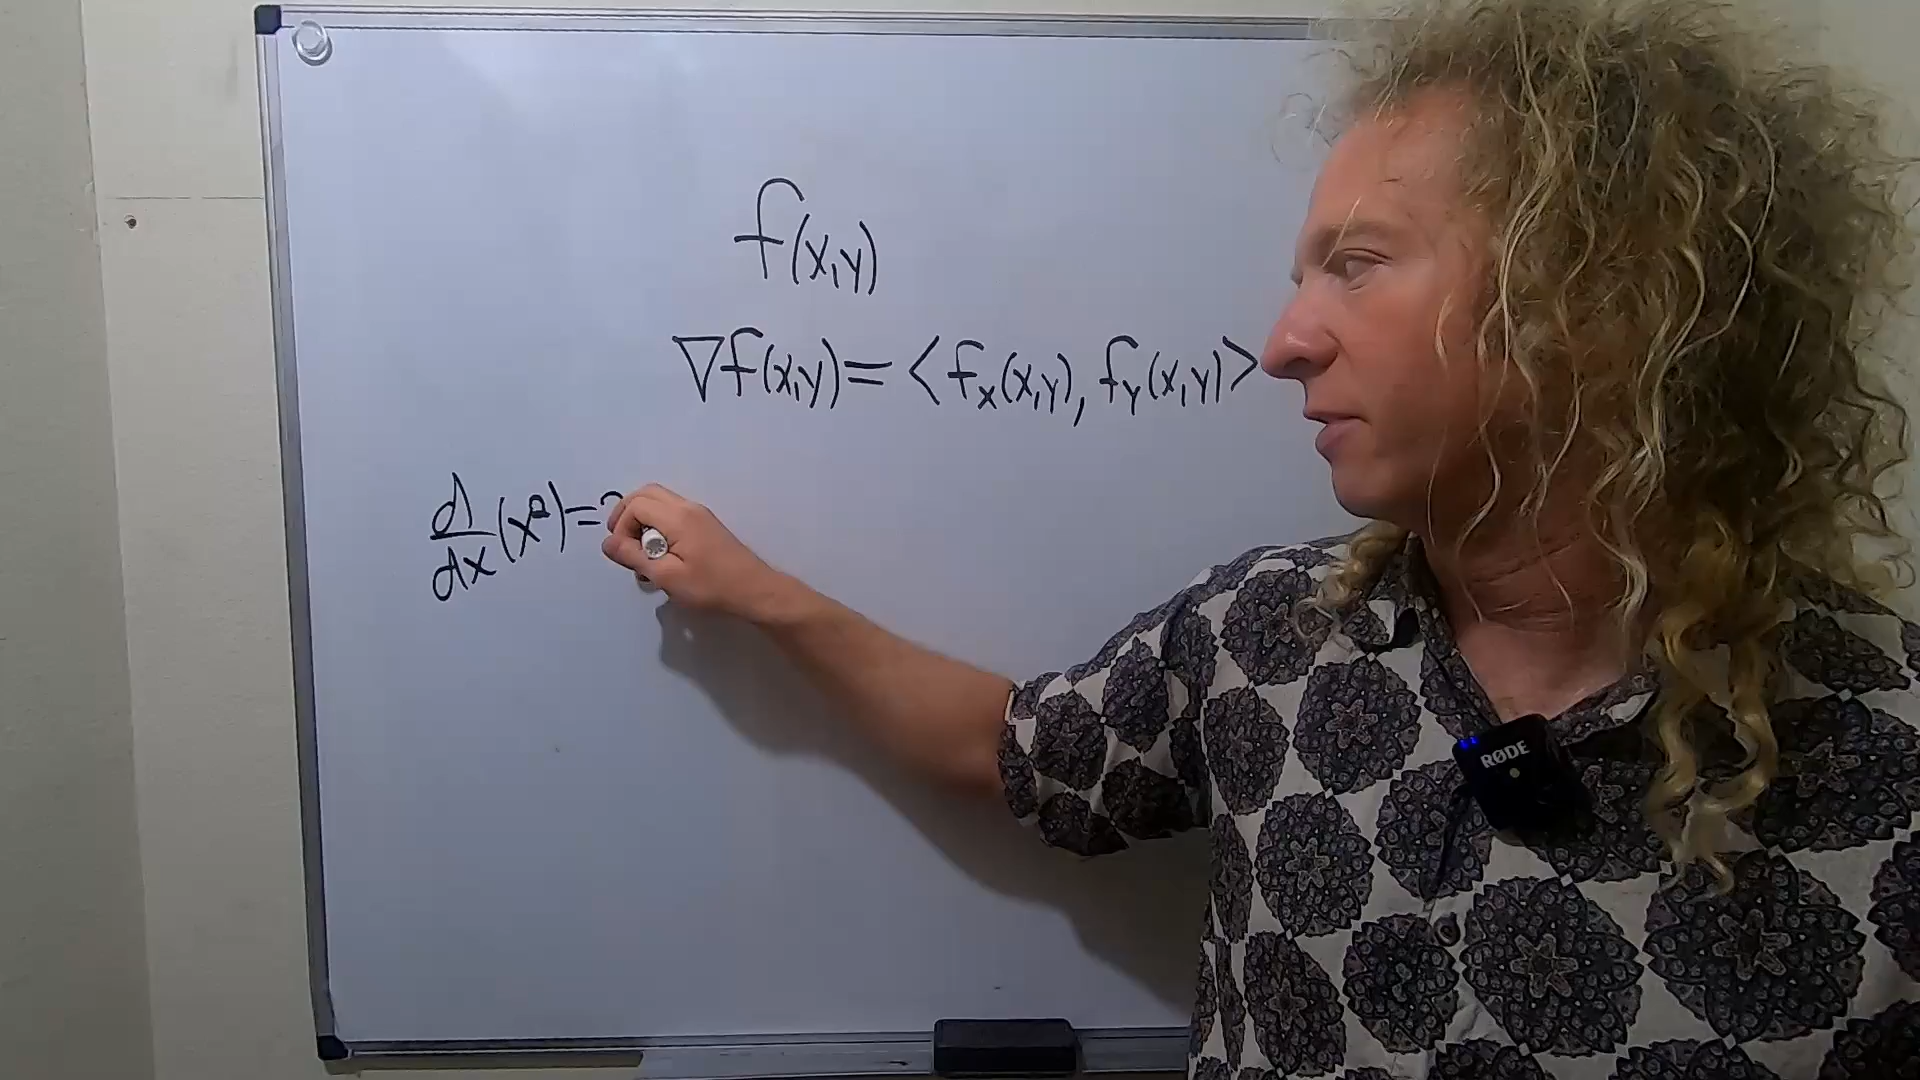 f(x,y)
∇f(x,y)=<fx(x,y), fy(x,y)>
d/dx (x²)=
RØDE